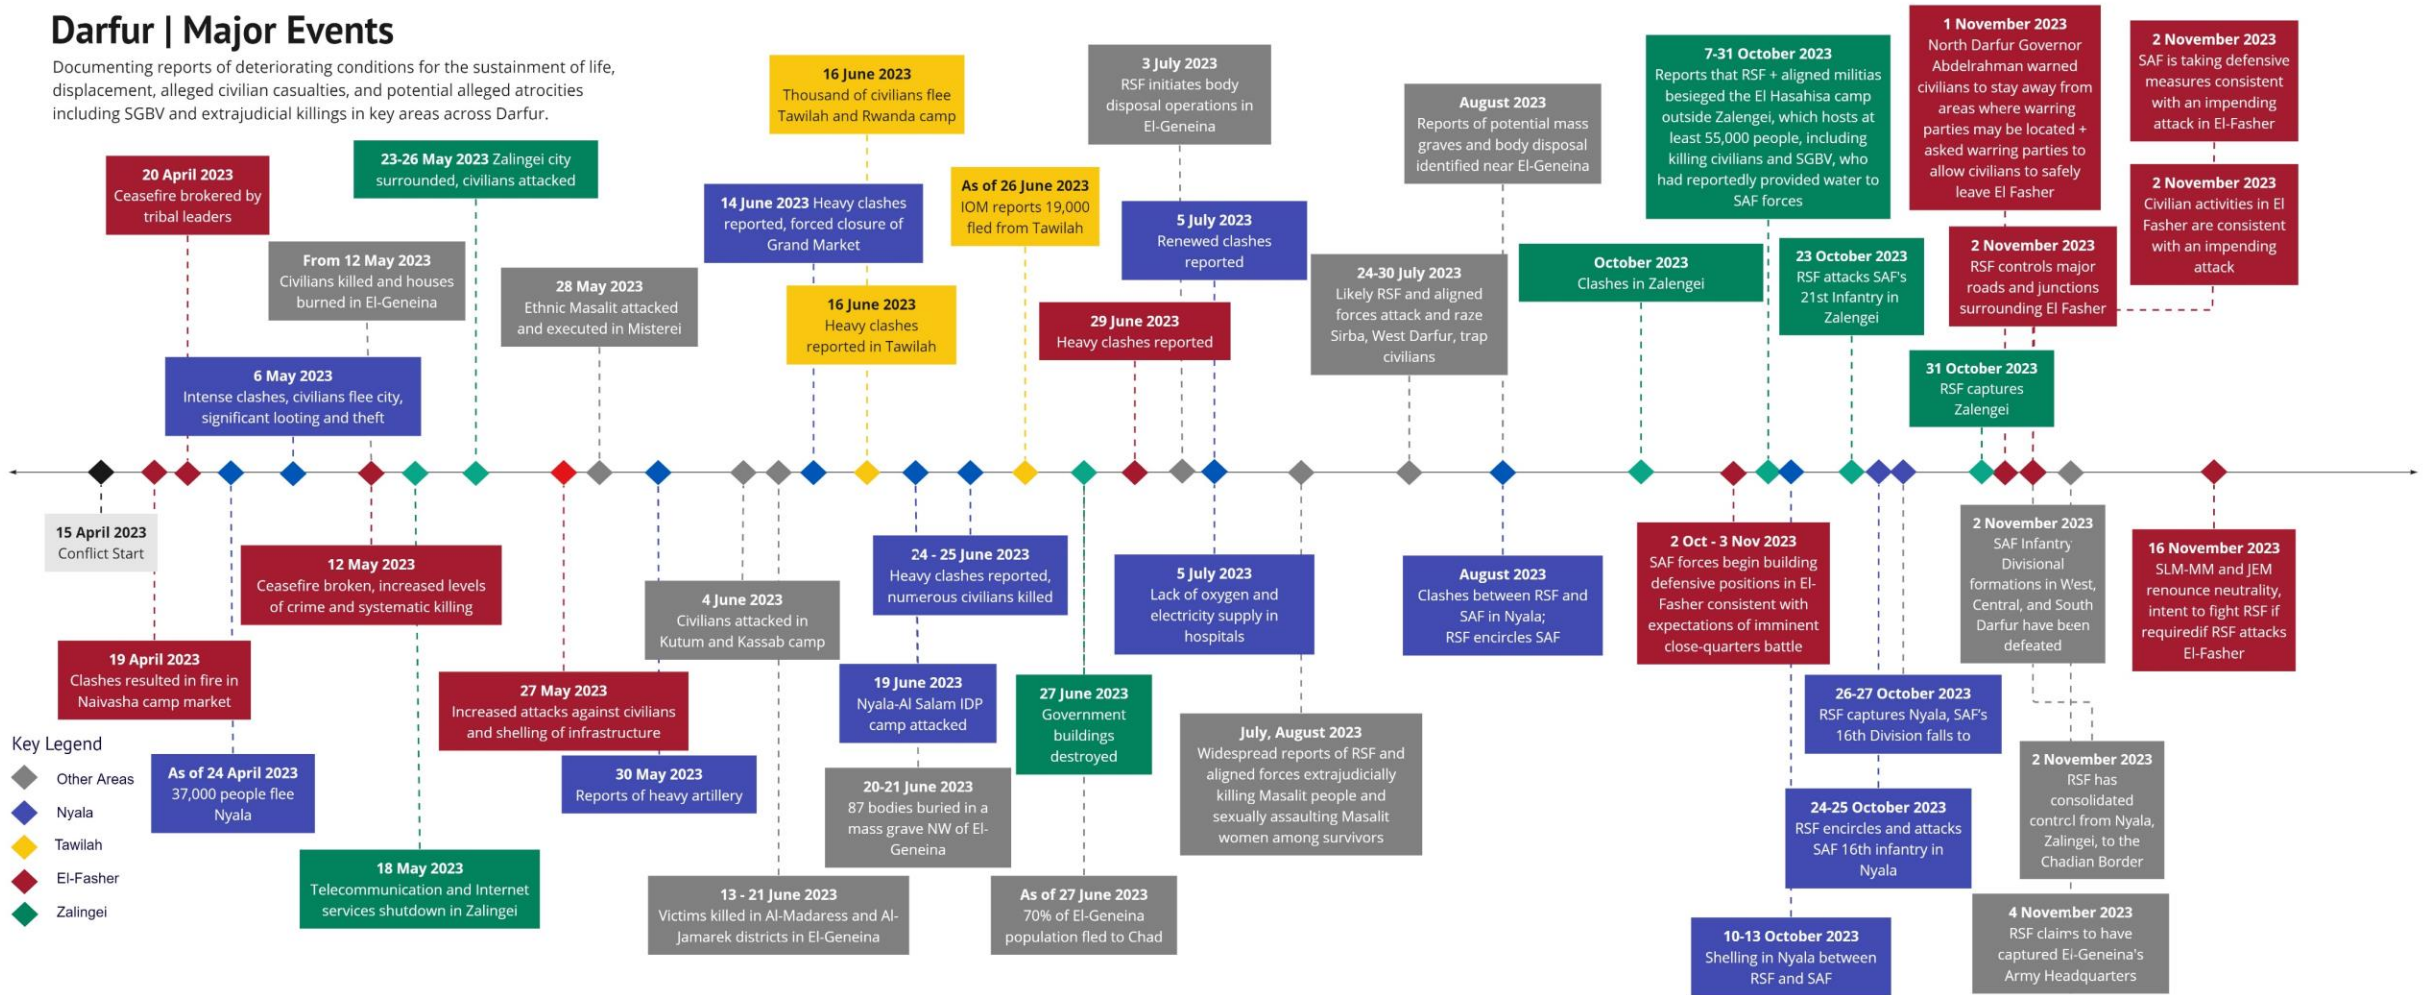 Darfur | Major Events
Documenting reports of deteriorating conditions for the sustainment of life,
displacement, alleged civilian casualties, and potential alleged atrocities
including SGBV and extrajudicial killings in key areas across Darfur.
20 April 2023
Ceasefire brokered by
tribal leaders
23-26 May 2023 Zalingei city
surrounded, civilians attacked
From 12 May 2023
Civilians killed and houses
burned in El-Geneina
6 May 2023
Intense clashes, civilians flee city,
significant looting and theft
28 May 2023
Ethnic Masalit attacked
and executed in Misterei
16 June 2023
Thousand of civilians flee
Tawilah and Rwanda camp
14 June 2023 Heavy clashes
reported, forced closure of
Grand Market
16 June 2023
Heavy clashes
reported in Tawilah
As of 26 June 2023
IOM reports 19,000
fled from Tawilah
3 July 2023
RSF initiates body
disposal operations in
El-Geneina
5 July 2023
Renewed clashes
reported
29 June 2023
Heavy clashes reported
August 2023
Reports of potential mass
graves and body disposal
identified near El-Geneina
24-30 July 2023
Likely RSF and aligned
forces attack and raze
Sirba, West Darfur, trap
civilians
7-31 October 2023
Reports that RSF + aligned militias
besieged the El Hasahisa camp
outside Zalengei, which hosts at
least 55,000 people, including
killing civilians and SGBV, who
had reportedly provided water to
SAF forces
October 2023
Clashes in Zalengei
23 October 2023
RSF attacks SAF's
21st Infantry in
Zalengei
1 November 2023
North Darfur Governor
Abdelrahman warned
civilians to stay away from
areas where warring
parties may be located +
asked warring parties to
allow civilians to safely
leave El Fasher
2 November 2023
SAF is taking defensive
measures consistent
with an impending
attack in El-Fasher
2 November 2023
Civilian activities in El
Fasher are consistent
with an impending
attack
2 November 2023
RSF controls major
roads and junctions
surrounding El Fasher
31 October 2023
RSF captures
Zalengei
15 April 2023
Conflict Start
19 April 2023
Clashes resulted in fire in
Naivasha camp market
As of 24 April 2023
37,000 people flee
Nyala
12 May 2023
Ceasefire broken, increased levels
of crime and systematic killing
18 May 2023
Telecommunication and Internet
services shutdown in Zalingei
27 May 2023
Increased attacks against civilians
and shelling of infrastructure
30 May 2023
Reports of heavy artillery
4 June 2023
Civilians attacked in
Kutum and Kassab camp
13 - 21 June 2023
Victims killed in Al-Madaress and Al-
Jamarek districts in El-Geneina
24 - 25 June 2023
Heavy clashes reported,
numerous civilians killed
19 June 2023
Nyala-Al Salam IDP
camp attacked
20-21 June 2023
87 bodies buried in a
mass grave NW of El-
Geneina
27 June 2023
Government
buildings
destroyed
As of 27 June 2023
70% of El-Geneina
population fled to Chad
5 July 2023
Lack of oxygen and
electricity supply in
hospitals
July, August 2023
Widespread reports of RSF and
aligned forces extrajudicially
killing Masalit people and
sexually assaulting Masalit
women among survivors
August 2023
Clashes between RSF and
SAF in Nyala;
RSF encircles SAF
2 Oct - 3 Nov 2023
SAF forces begin building
defensive positions in El-
Fasher consistent with
expectations of imminent
close-quarters battle
26-27 October 2023
RSF captures Nyala, SAF's
16th Division falls to
24-25 October 2023
RSF encircles and attacks
SAF 16th infantry in
Nyala
10-13 October 2023
Shelling in Nyala between
RSF and SAF
2 November 2023
SAF Infantry
Divisional
formations in West,
Central, and South
Darfur have been
defeated
2 November 2023
RSF has
consolidated
control from Nyala,
Zalingei, to the
Chadian Border
4 November 2023
RSF claims to have
captured El-Geneina's
Army Headquarters
16 November 2023
SLM-MM and JEM
renounce neutrality,
intent to fight RSF if
requiredif RSF attacks
El-Fasher
Key Legend
Other Areas
Nyala
Tawilah
El-Fasher
Zalingei